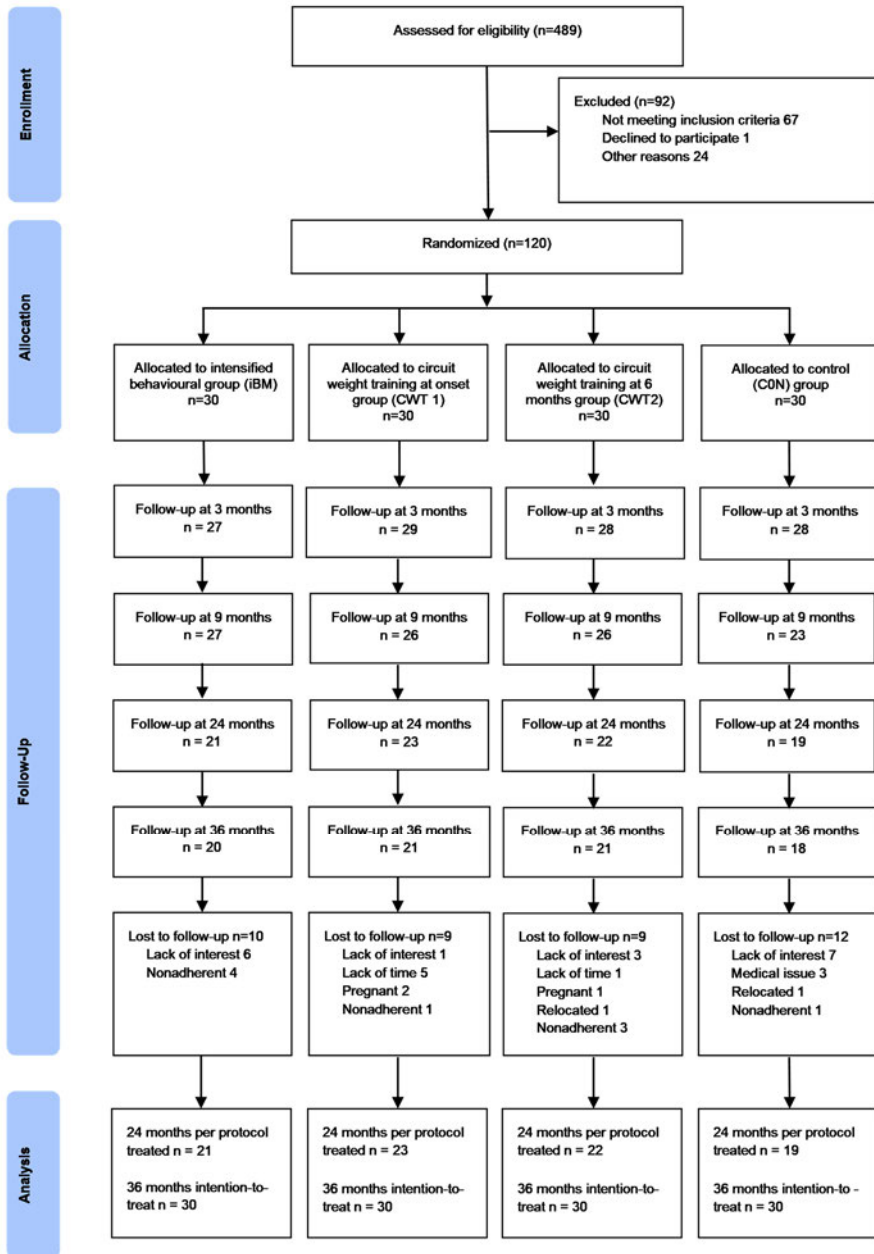 Enrollment
Assessed for eligibility (n=489)
Excluded (n=92)
Not meeting inclusion criteria 67
Declined to participate 1
Other reasons 24
Allocation
Randomized (n=120)
Allocated to intensified
behavioural group (iBM)
n=30
Allocated to circuit
weight training at onset
group (CWT 1)
n=30
Allocated to circuit
weight training at 6
months group (CWT2)
n=30
Allocated to control
(C0N) group
n=30
Follow-Up
Follow-up at 3 months
n = 27
Follow-up at 3 months
n = 29
Follow-up at 3 months
n = 28
Follow-up at 3 months
n = 28
Follow-up at 9 months
n = 27
Follow-up at 9 months
n = 26
Follow-up at 9 months
n = 26
Follow-up at 9 months
n = 23
Follow-up at 24 months
n = 21
Follow-up at 24 months
n = 23
Follow-up at 24 months
n = 22
Follow-up at 24 months
n = 19
Follow-up at 36 months
n = 20
Follow-up at 36 months
n = 21
Follow-up at 36 months
n = 21
Follow-up at 36 months
n = 18
Lost to follow-up n=10
Lack of interest 6
Nonadherent 4
Lost to follow-up n=9
Lack of interest 1
Lack of time 5
Pregnant 2
Nonadherent 1
Lost to follow-up n=9
Lack of interest 3
Lack of time 1
Pregnant 1
Relocated 1
Nonadherent 3
Lost to follow-up n=12
Lack of interest 7
Medical issue 3
Relocated 1
Nonadherent 1
Analysis
24 months per protocol
treated n = 21
36 months intention-to-
treat n = 30
24 months per protocol
treated n = 23
36 months intention-to-
treat n = 30
24 months per protocol
treated n = 22
36 months intention-to-
treat n = 30
24 months per protocol
treated n = 19
36 months intention-to -
treat n = 30